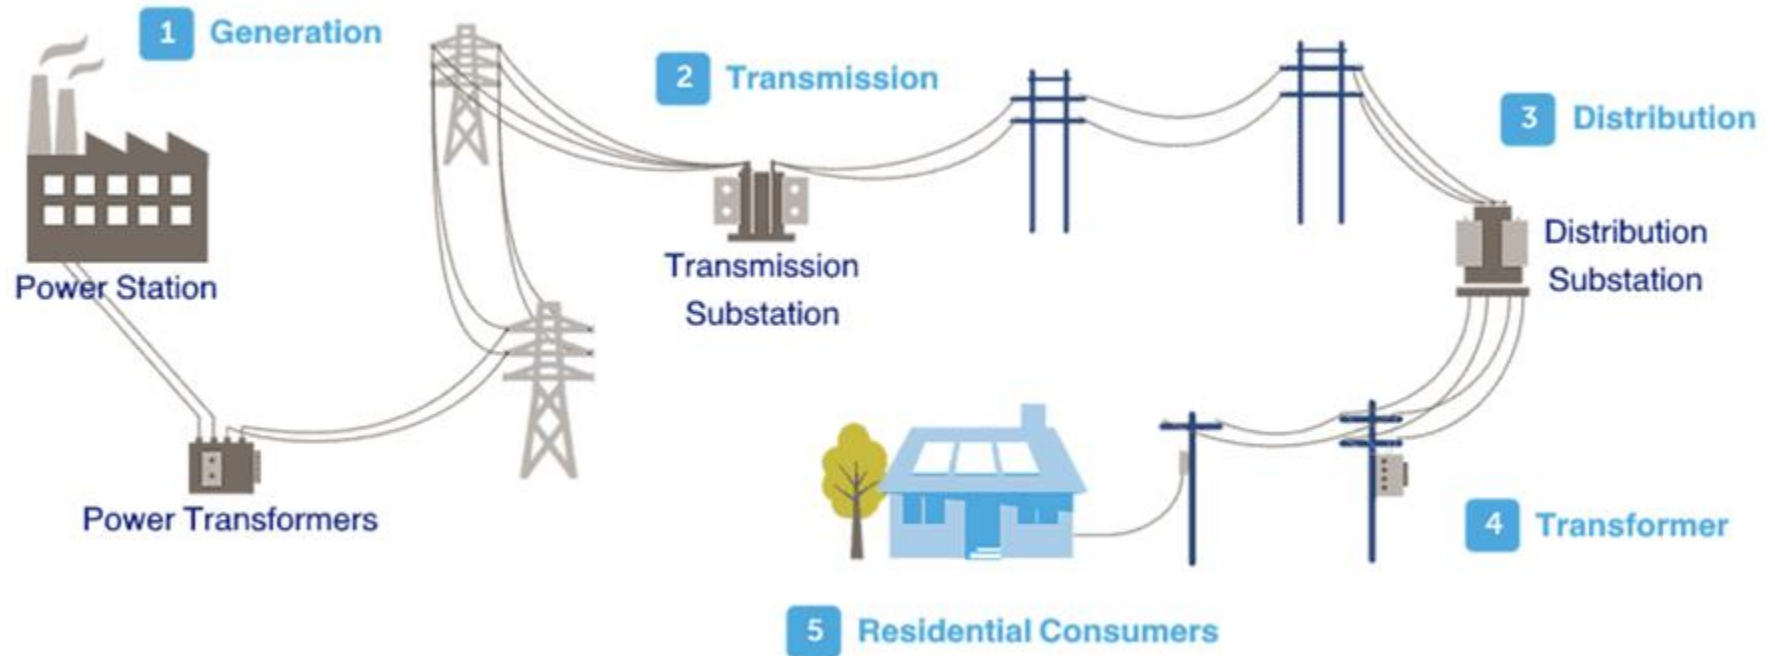 1 Generation
Power Station
Power Transformers
2 Transmission
Transmission
Substation
3 Distribution
Distribution
Substation
4 Transformer
5 Residential Consumers